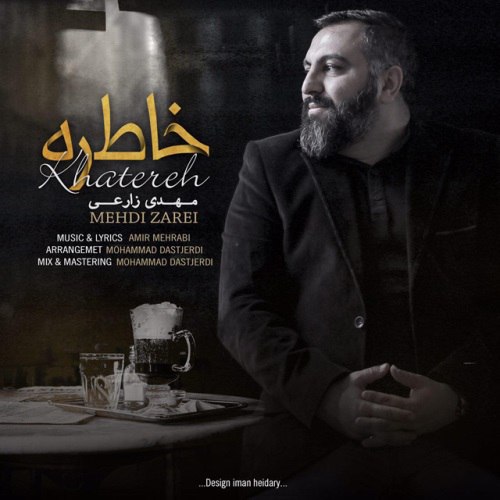 خاطره
Khatereh
مهدی زارعی
MEHDI ZAREI
MUSIC & LYRICS AMIR MEHRABI
ARRANGEMET MOHAMMAD DASTJERDI
MIX & MASTERING MOHAMMAD DASTJERDI
...Design iman heidary...